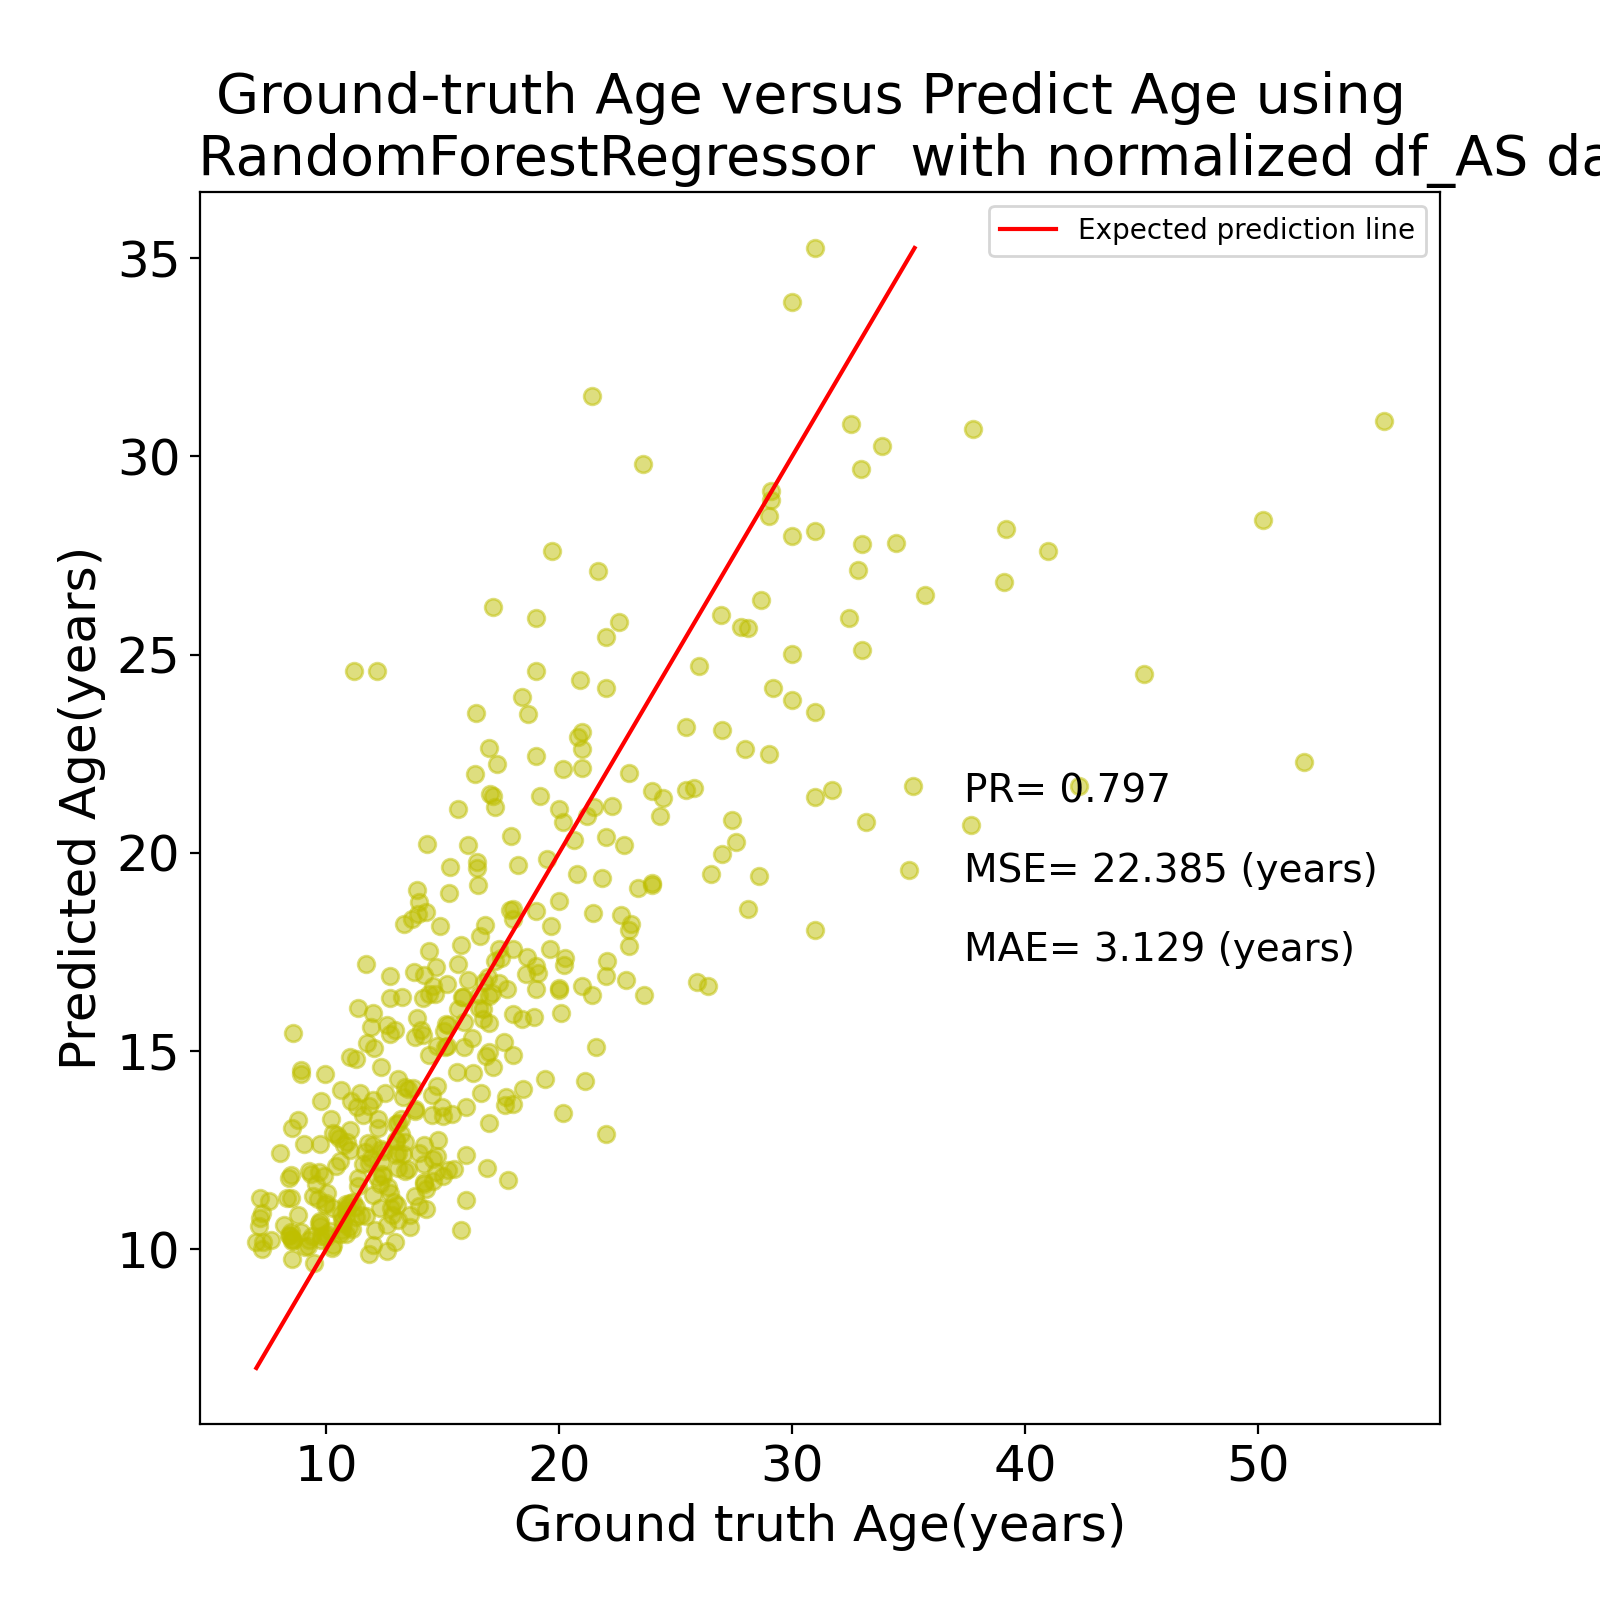 Ground-truth Age versus Predict Age using
RandomForestRegressor  with normalized df_AS da
Expected prediction line
35
30
25
20
15
10
Predicted Age(years)
PR= 0.797
MSE= 22.385 (years)
MAE= 3.129 (years)
10 20 30 40 50
Ground truth Age(years)